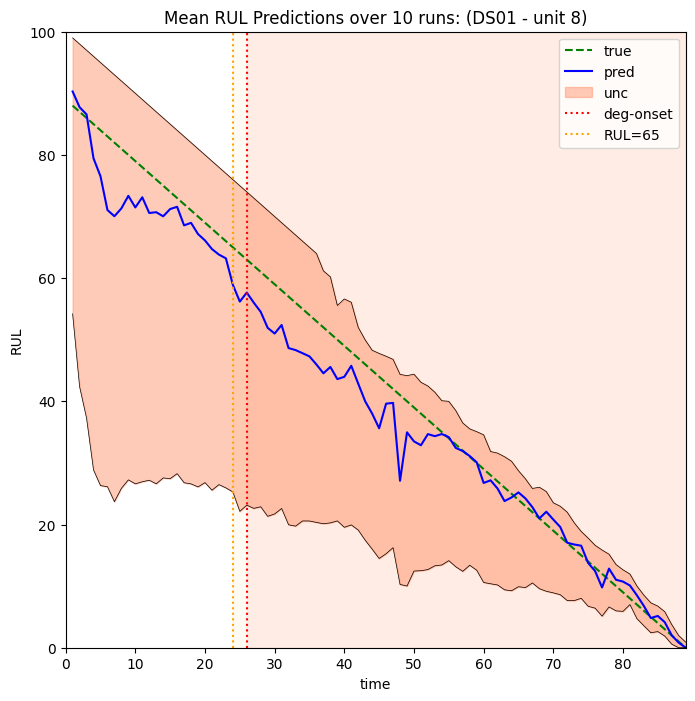 Mean RUL Predictions over 10 runs: (DS01 - unit 8)
100
80
60
40
20
0
RUL
true
pred
unc
deg-onset
RUL=65
0 10 20 30 40 50 60 70 80
time